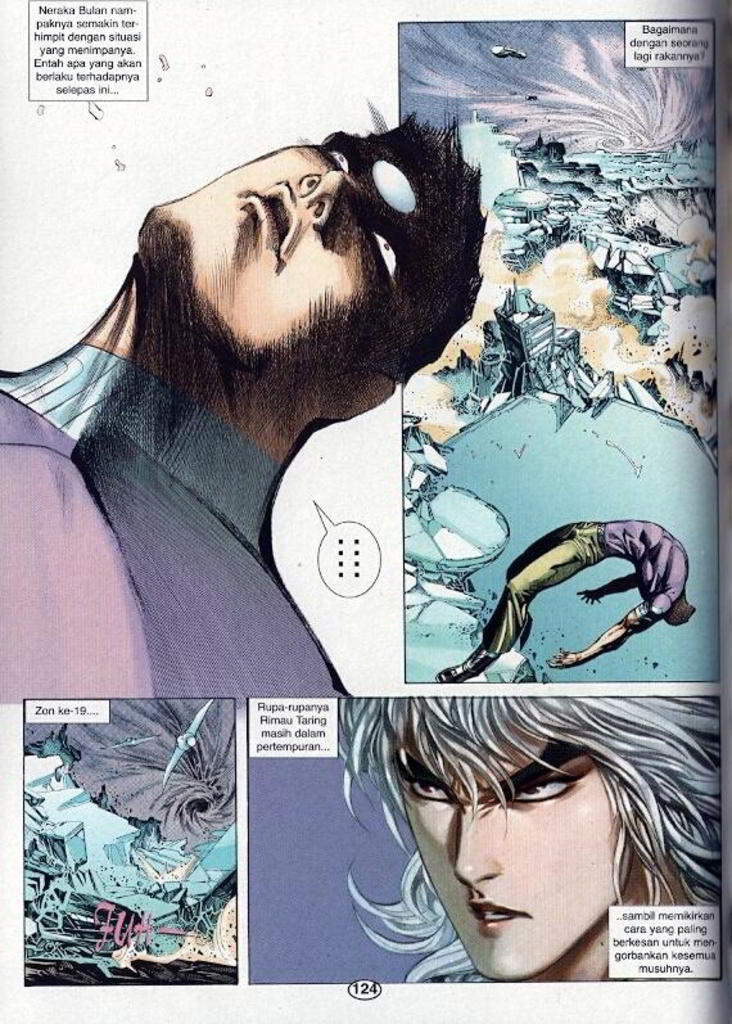 Neraka Bulan nam-
paknya semakin ter-
himpit dengan situasi
yang menimpanya.
Entah apa yang akan
berlaku terhadapnya
selepas ini...
Bagaimana
dengan seorang
lagi rakannya?
Zon ke-19....
FUH
Rupa-rupanya
Rimau Taring
masih dalam
pertempuran...
..sambil memikirkan
cara yang paling
berkesan untuk men-
gorbankan kesemua
musuhnya.
124